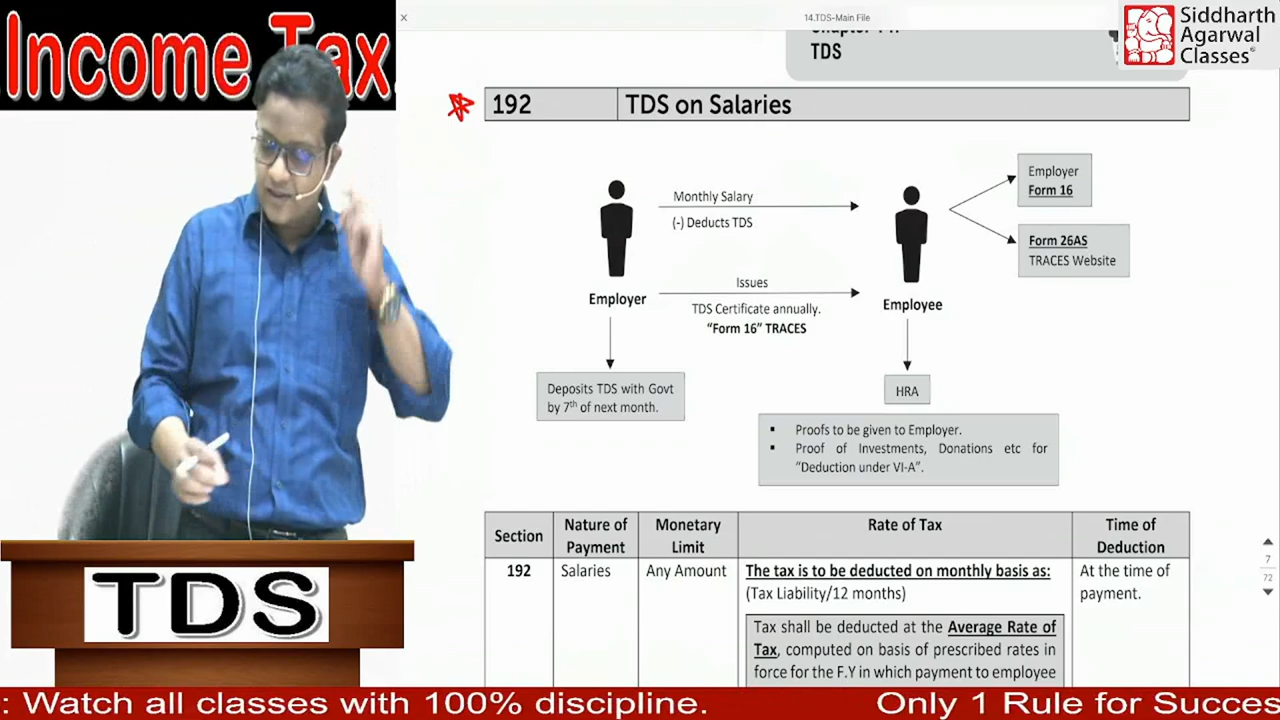 Income Tax
14.TDS-Main File
TDS
Siddharth
Agarwal
Classes®
192 TDS on Salaries
Monthly Salary
(-) Deducts TDS
Employer
Form 16
Form 26AS
TRACES Website
Issues
TDS Certificate annually.
"Form 16" TRACES
Employer
Employee
Deposits TDS with Govt
by 7th of next month.
HRA
▪ Proofs to be given to Employer.
▪ Proof of Investments, Donations etc for
"Deduction under VI-A".
Section Nature of Payment Monetary Limit Rate of Tax Time of Deduction
192 Salaries Any Amount The tax is to be deducted on monthly basis as: At the time of
(Tax Liability/12 months) payment.
Tax shall be deducted at the Average Rate of
Tax, computed on basis of prescribed rates in
force for the F.Y in which payment to employee
7
72
TDS
: Watch all classes with 100% discipline. Only 1 Rule for Succes